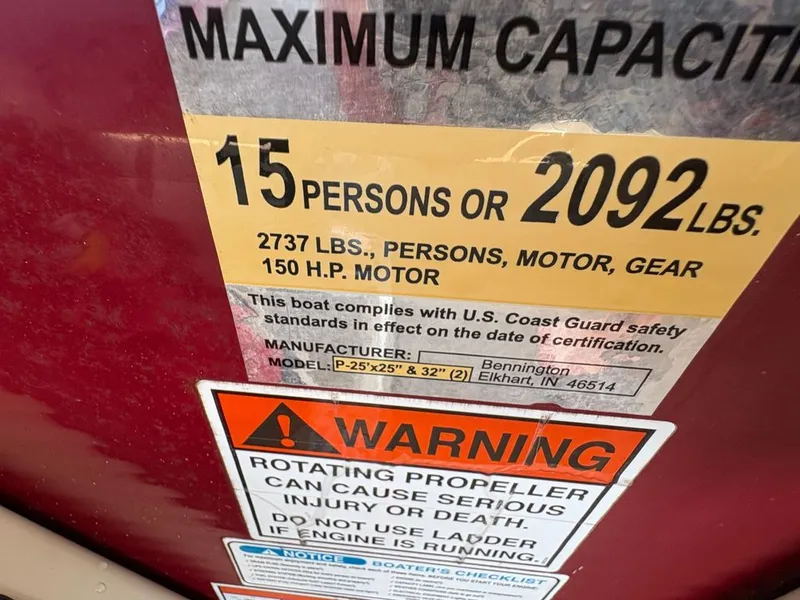 MAXIMUM CAPACITI
15 PERSONS OR 2092 LBS.
2737 LBS., PERSONS, MOTOR, GEAR
150 H.P. MOTOR
This boat complies with U.S. Coast Guard safety
standards in effect on the date of certification.
MANUFACTURER: Bennington
MODEL: P-25'x25" & 32" (2) Elkhart, IN 46514
WARNING
ROTATING PROPELLER
CAN CAUSE SERIOUS
INJURY OR DEATH.
DO NOT USE LADDER
IF ENGINE IS RUNNING.
NOTICE BOATER'S CHECKLIST